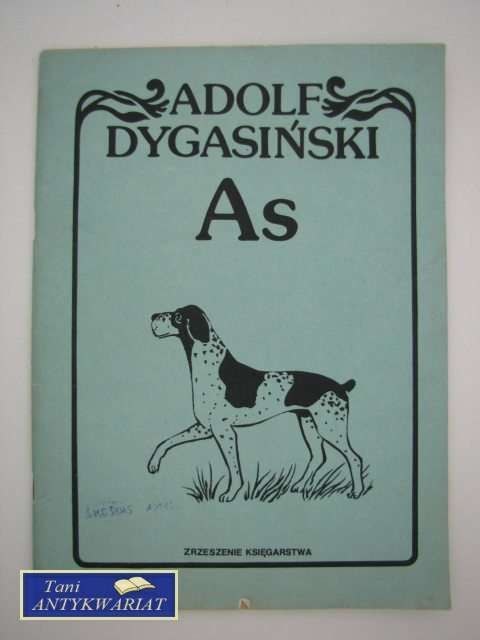 ADOLF
DYGASIŃSKI
As
ZRZESZENIE KSIĘGARSTWA
Tani
ANTYKWARIAT